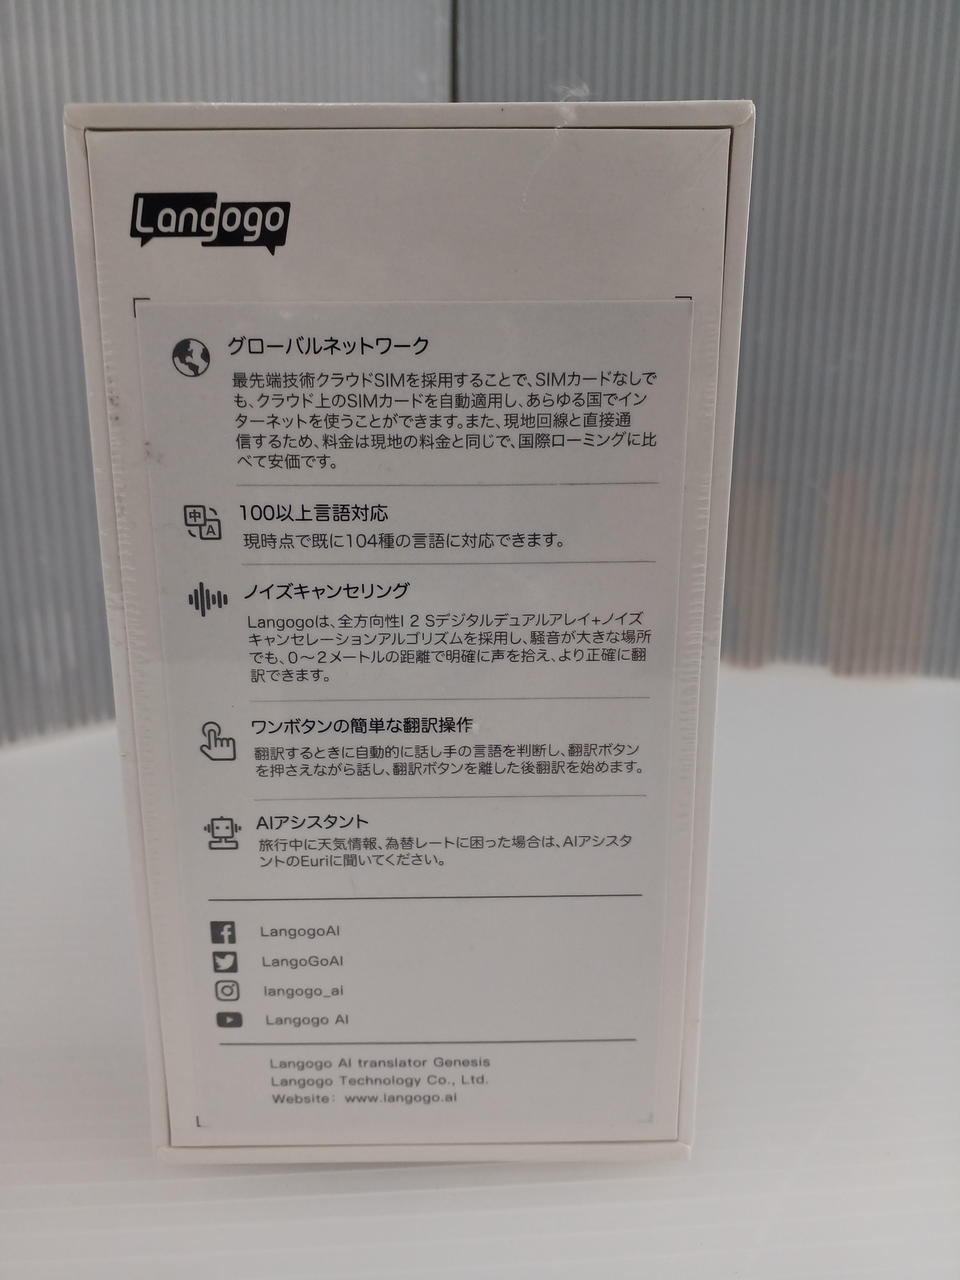 Langogo
グローバルネットワーク
最先端技術クラウドSIMを採用することで、SIMカードなしで
も、クラウド上のSIMカードを自動適用し、あらゆる国でイン
ターネットを使うことができます。また、現地回線と直接通
信するため、料金は現地の料金と同じで、国際ローミングに比
べて安価です。
中
A
100以上言語対応
現時点で既に104種の言語に対応できます。
ノイズキャンセリング
Langogoは、全方向性I 2 Sデジタルデュアルアレイ+ノイズ
キャンセレーションアルゴリズムを採用し、騒音が大きな場所
でも、0～2メートルの距離で明確に声を拾え、より正確に翻
訳できます。
ワンボタンの簡単な翻訳操作
翻訳するときに自動的に話し手の言語を判断し、翻訳ボタン
を押さえながら話し、翻訳ボタンを離した後翻訳を始めます。
AIアシスタント
旅行中に天気情報、為替レートに困った場合は、AIアシスタ
ントのEuriに聞いてください。
LangogoAI
LangoGoAI
langogo_ai
Langogo AI
Langogo AI translator Genesis
Langogo Technology Co., Ltd.
Website: www.langogo.ai